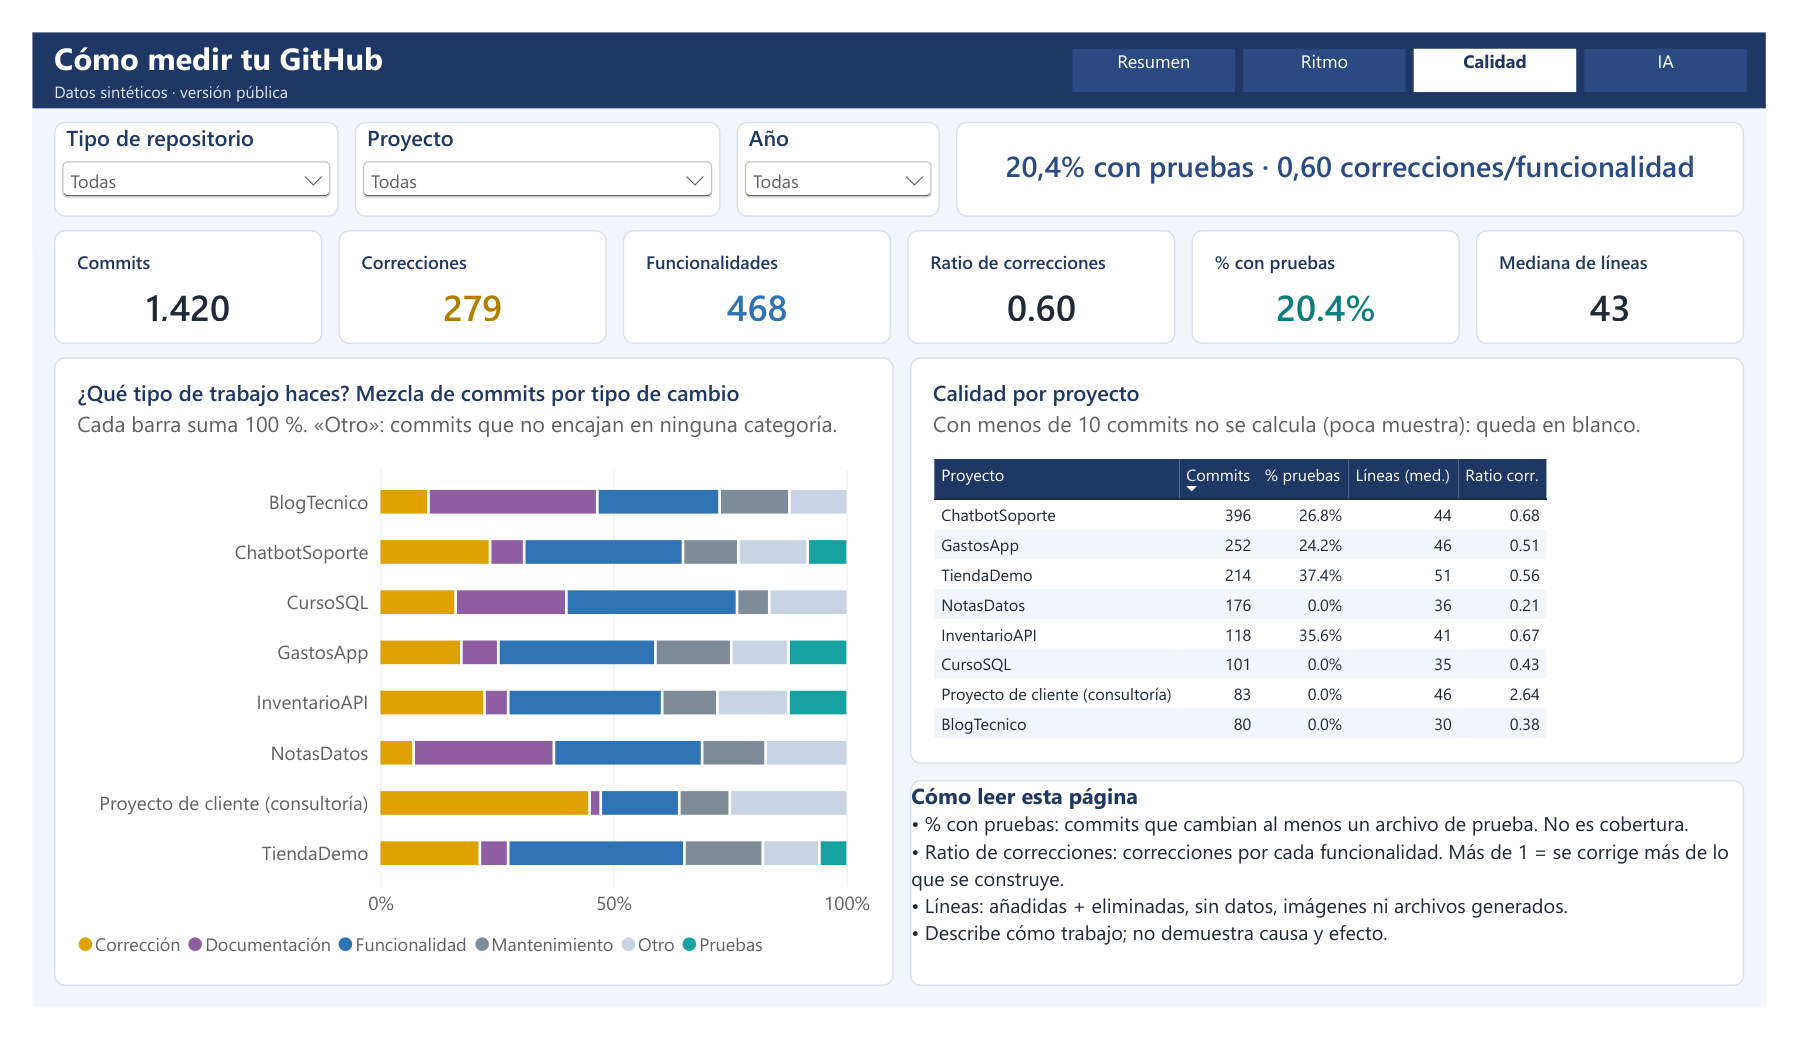 Cómo medir tu GitHub
Datos sintéticos · versión pública
Resumen
Ritmo
Calidad
IA
Tipo de repositorio
Todas
Proyecto
Todas
Año
Todas
20,4% con pruebas · 0,60 correcciones/funcionalidad
Commits
1.420
Correcciones
279
Funcionalidades
468
Ratio de correcciones
0.60
% con pruebas
20.4%
Mediana de líneas
43
¿Qué tipo de trabajo haces? Mezcla de commits por tipo de cambio
Cada barra suma 100 %. «Otro»: commits que no encajan en ninguna categoría.
BlogTecnico
ChatbotSoporte
CursoSQL
GastosApp
InventarioAPI
NotasDatos
Proyecto de cliente (consultoría)
TiendaDemo
0% 50% 100%
Corrección Documentación Funcionalidad Mantenimiento Otro Pruebas
Calidad por proyecto
Con menos de 10 commits no se calcula (poca muestra): queda en blanco.
Proyecto Commits % pruebas Líneas (med.) Ratio corr.
ChatbotSoporte 396 26.8% 44 0.68
GastosApp 252 24.2% 46 0.51
TiendaDemo 214 37.4% 51 0.56
NotasDatos 176 0.0% 36 0.21
InventarioAPI 118 35.6% 41 0.67
CursoSQL 101 0.0% 35 0.43
Proyecto de cliente (consultoría) 83 0.0% 46 2.64
BlogTecnico 80 0.0% 30 0.38
Cómo leer esta página
• % con pruebas: commits que cambian al menos un archivo de prueba. No es cobertura.
• Ratio de correcciones: correcciones por cada funcionalidad. Más de 1 = se corrige más de lo
que se construye.
• Líneas: añadidas + eliminadas, sin datos, imágenes ni archivos generados.
• Describe cómo trabajo; no demuestra causa y efecto.